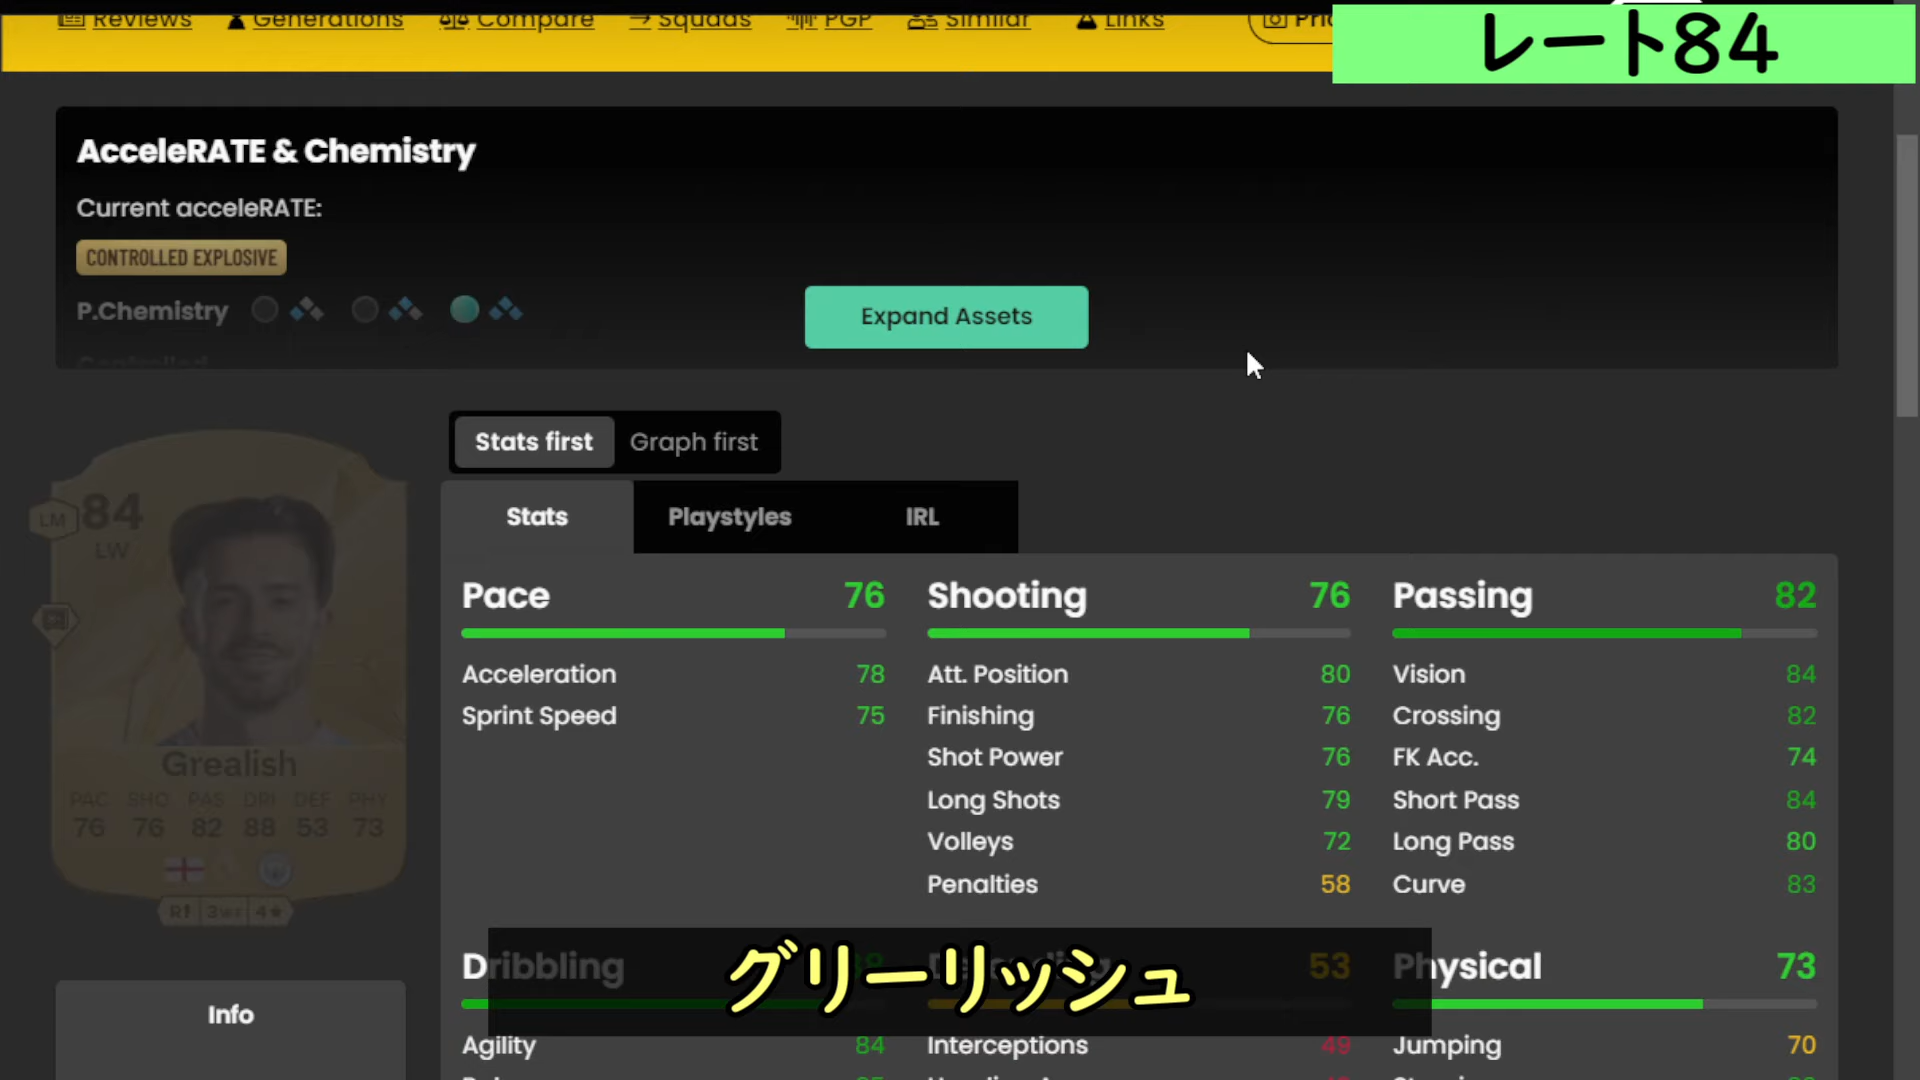 Reviews Generations Compare Squads PGP Similar Links
レート84
AcceleRATE & Chemistry
Current acceleRATE:
CONTROLLED EXPLOSIVE
P.Chemistry
Expand Assets
Stats first Graph first
Stats Playstyles IRL
84
LM
LW
Grealish
PAC SHO PAS DRI DEF PHY
76 76 82 88 53 73
Pace 76
Acceleration 78
Sprint Speed 75
Shooting 76
Att. Position 80
Finishing 76
Shot Power 76
Long Shots 79
Volleys 72
Penalties 58
Passing 82
Vision 84
Crossing 82
FK Acc. 74
Short Pass 84
Long Pass 80
Curve 83
Dribbling
Agility 84
53
Interceptions 49
Physical 73
Jumping 70
グリーリッシュ
Info